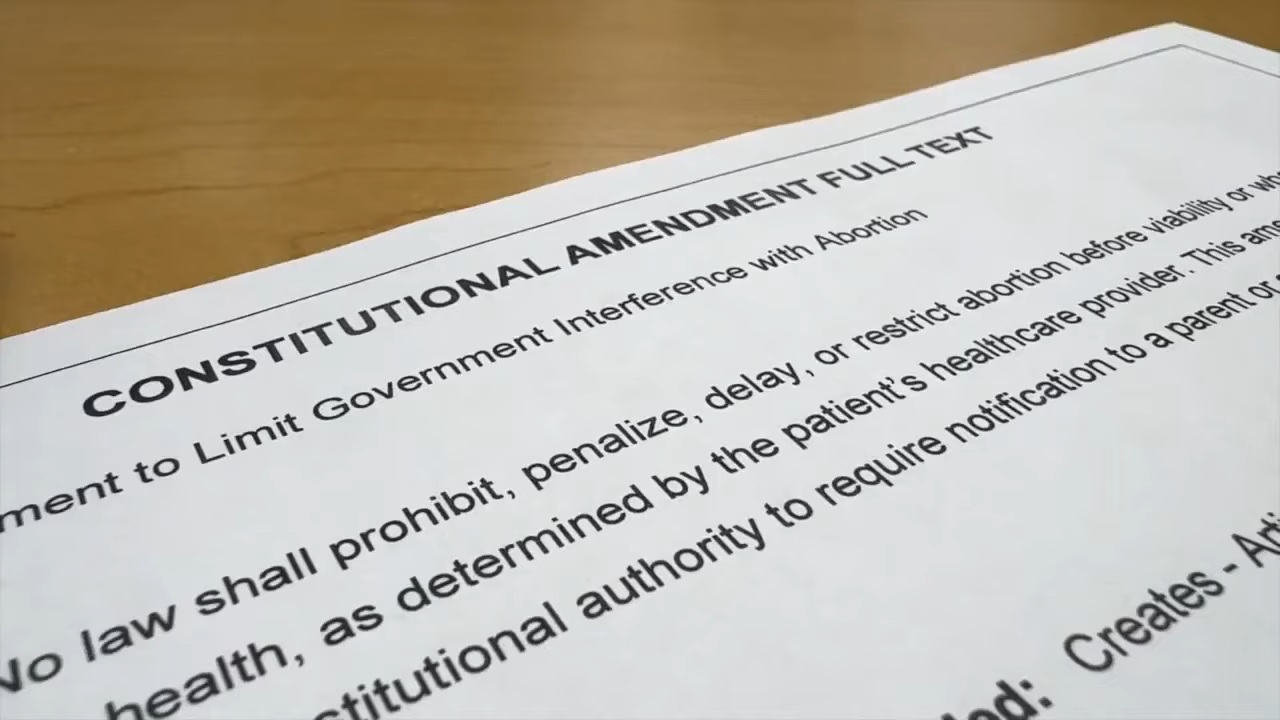 CONSTITUTIONAL AMENDMENT FULL TEXT
ment to Limit Government Interference with Abortion
No law shall prohibit, penalize, delay, or restrict abortion before viability or
health, as determined by the patient's healthcare provider. This
stitutional authority to require notification to a parent or
Creates -